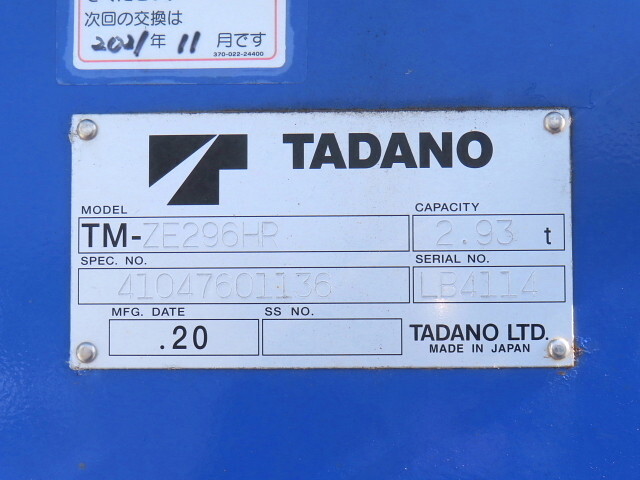 次回の交換は
2021年 11月です
370-022-24400
TADANO
MODEL
TM-ZE296HR
CAPACITY
2.93 t
SPEC. NO.
41047601136
SERIAL NO.
LB4114
MFG. DATE
.20
SS NO.
TADANO LTD.
MADE IN JAPAN